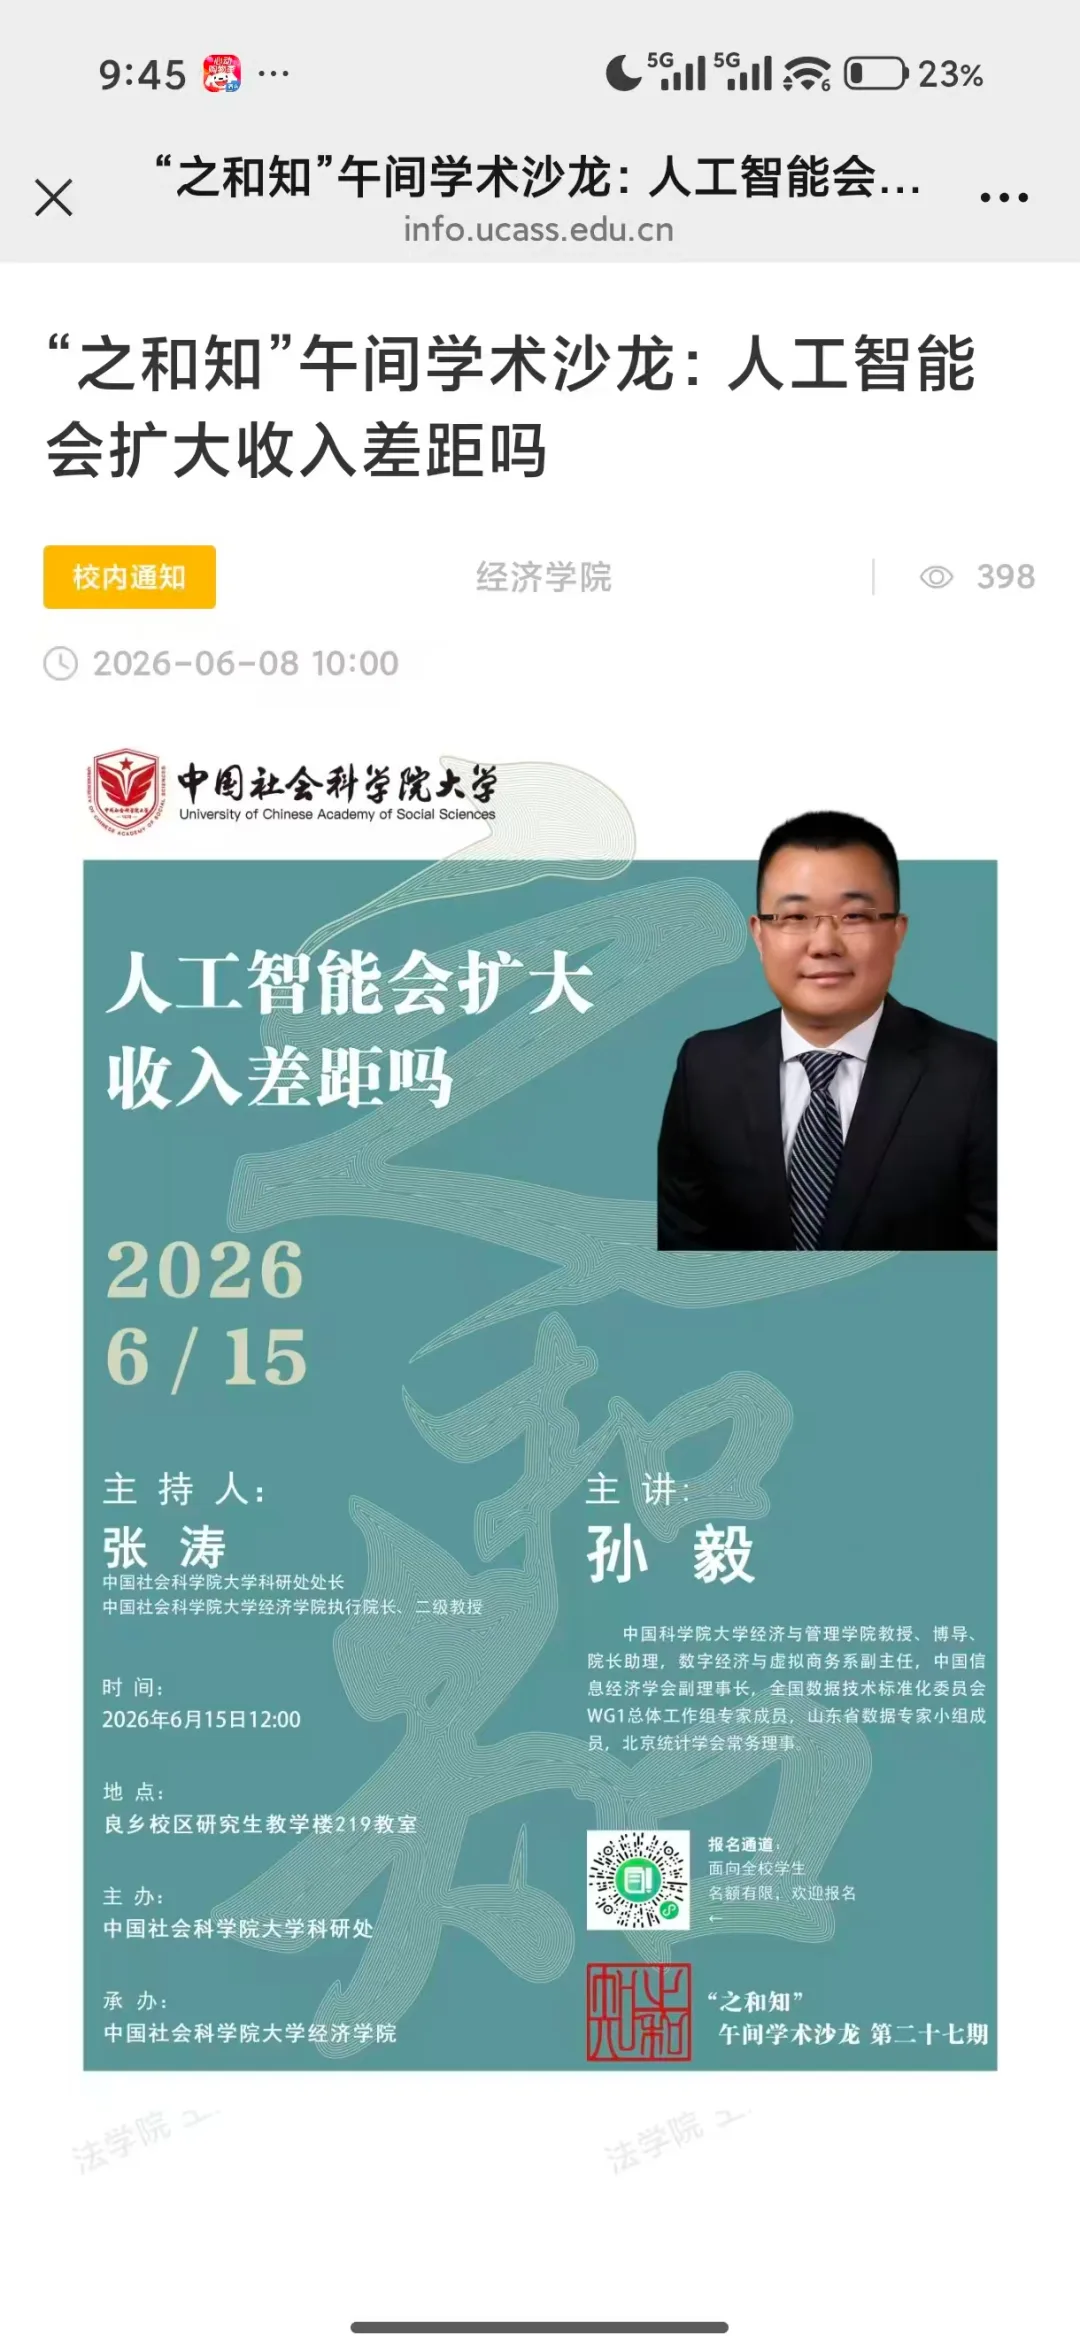 9:45
5G 5G 6 23%
“之和知”午间学术沙龙：人工智能会...
info.ucass.edu.cn
“之和知”午间学术沙龙：人工智能
会扩大收入差距吗
校内通知 经济学院 398
2026-06-08 10:00
中国社会科学院大学
University of Chinese Academy of Social Sciences
人工智能会扩大
收入差距吗
2026
6 / 15
主 持 人：
张 涛
中国社会科学院大学科研处处长
中国社会科学院大学经济学院执行院长、二级教授
时 间：
2026年6月15日12:00
地 点：
良乡校区研究生教学楼219教室
主 办：
中国社会科学院大学科研处
承 办：
中国社会科学院大学经济学院
主 讲：
孙 毅
中国科学院大学经济与管理学院教授、博导、
院长助理，数字经济与虚拟商务系副主任，中国信
息经济学会副理事长，全国数据技术标准化委员会
WG1总体工作组专家成员，山东省数据专家小组成
员，北京统计学会常务理事。
报名通道：
面向全校学生
名额有限，欢迎报名
←
之和知
“之和知”
午间学术沙龙 第二十七期
法学院
法学院